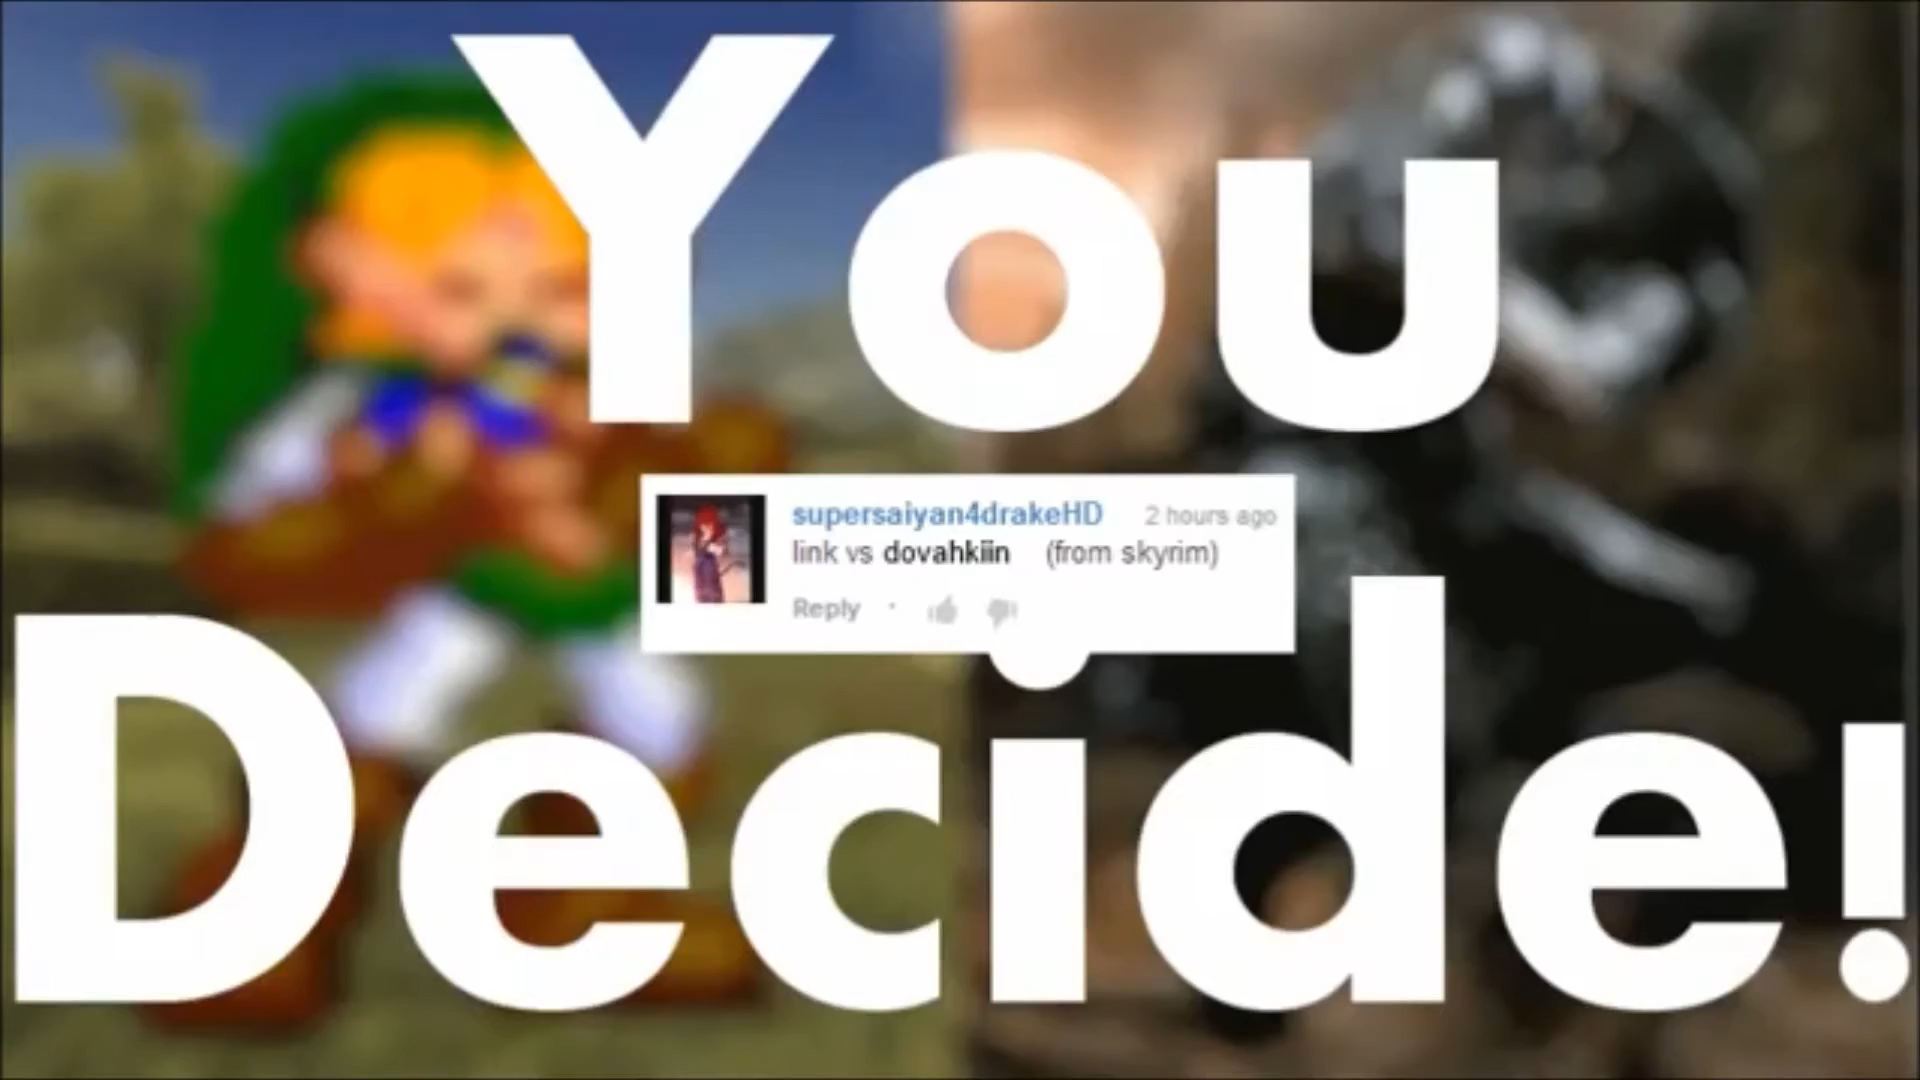 You
supersaiyan4drakeHD 2 hours ago
link vs dovahkiin (from skyrim)
Reply ·
Decide!